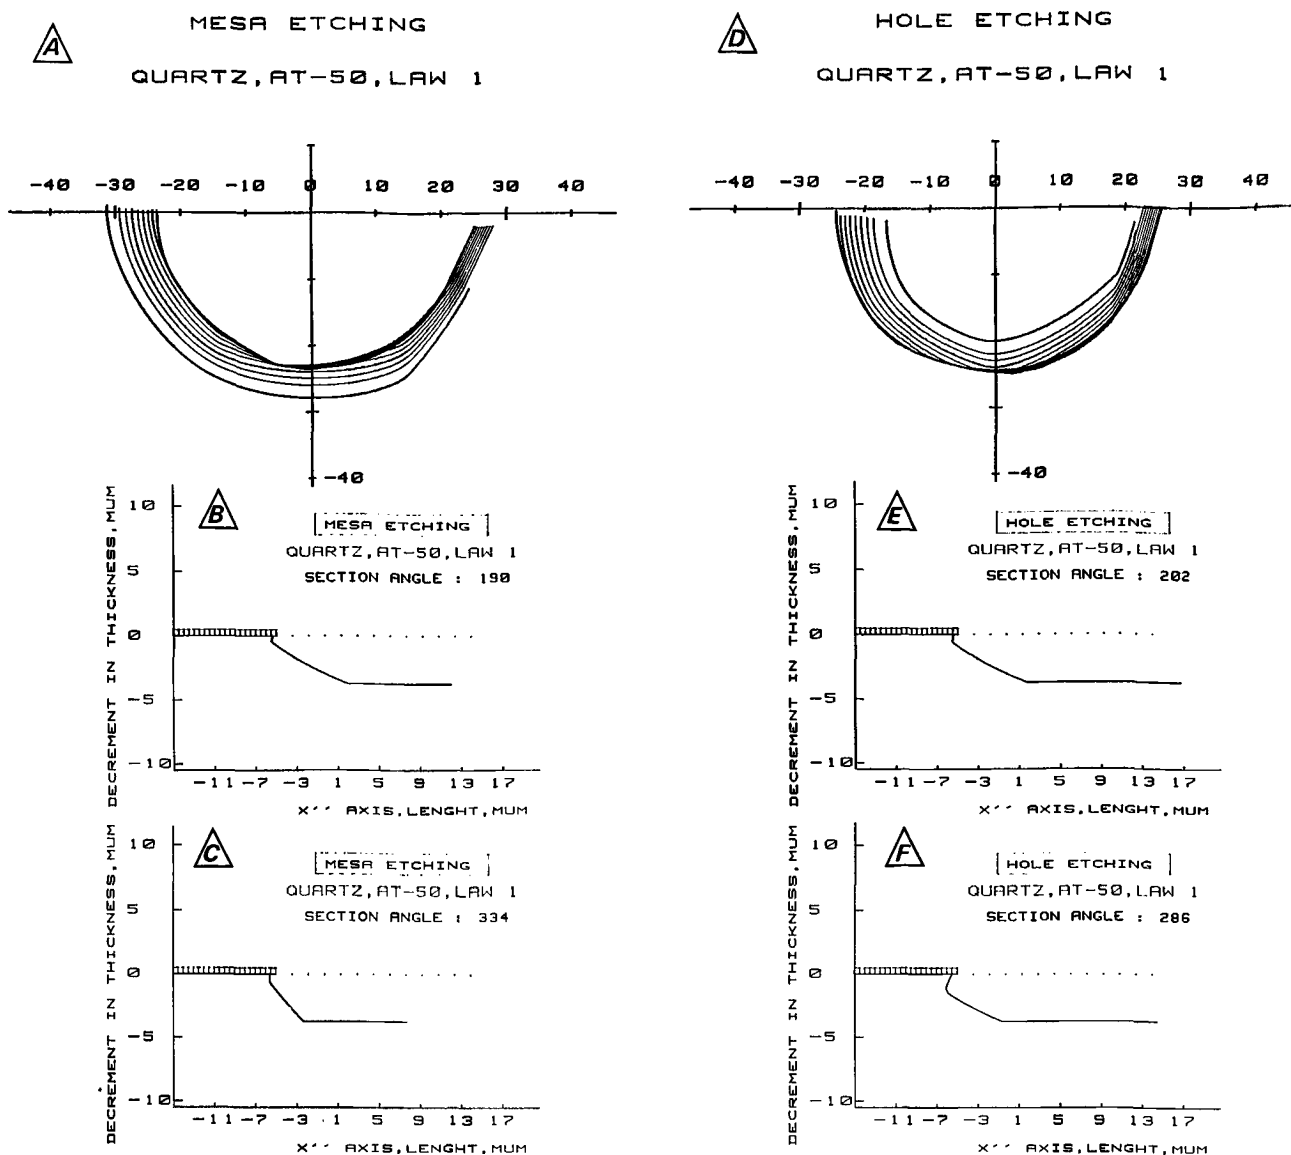 A
MESA ETCHING
QUARTZ, AT-50, LAW 1
-40 -30 -20 -10 0 10 20 30 40
-40
D
HOLE ETCHING
QUARTZ, AT-50, LAW 1
-40 -30 -20 -10 0 10 20 30 40
-40
B
MESA ETCHING
QUARTZ, AT-50, LAW 1
SECTION ANGLE : 190
DECREMENT IN THICKNESS, MUM
10
5
0
-5
-10
-11 -7 -3 1 5 9 13 17
X'' AXIS, LENGHT, MUM
E
HOLE ETCHING
QUARTZ, AT-50, LAW 1
SECTION ANGLE : 202
DECREMENT IN THICKNESS, MUM
10
5
0
-5
-10
-11 -7 -3 1 5 9 13 17
X'' AXIS, LENGHT, MUM
C
MESA ETCHING
QUARTZ, AT-50, LAW 1
SECTION ANGLE : 334
DECREMENT IN THICKNESS, MUM
10
5
0
-5
-10
-11 -7 -3 1 5 9 13 17
X'' AXIS, LENGHT, MUM
F
HOLE ETCHING
QUARTZ, AT-50, LAW 1
SECTION ANGLE : 286
DECREMENT IN THICKNESS, MUM
10
5
0
-5
-10
-11 -7 -3 1 5 9 13 17
X'' AXIS, LENGHT, MUM